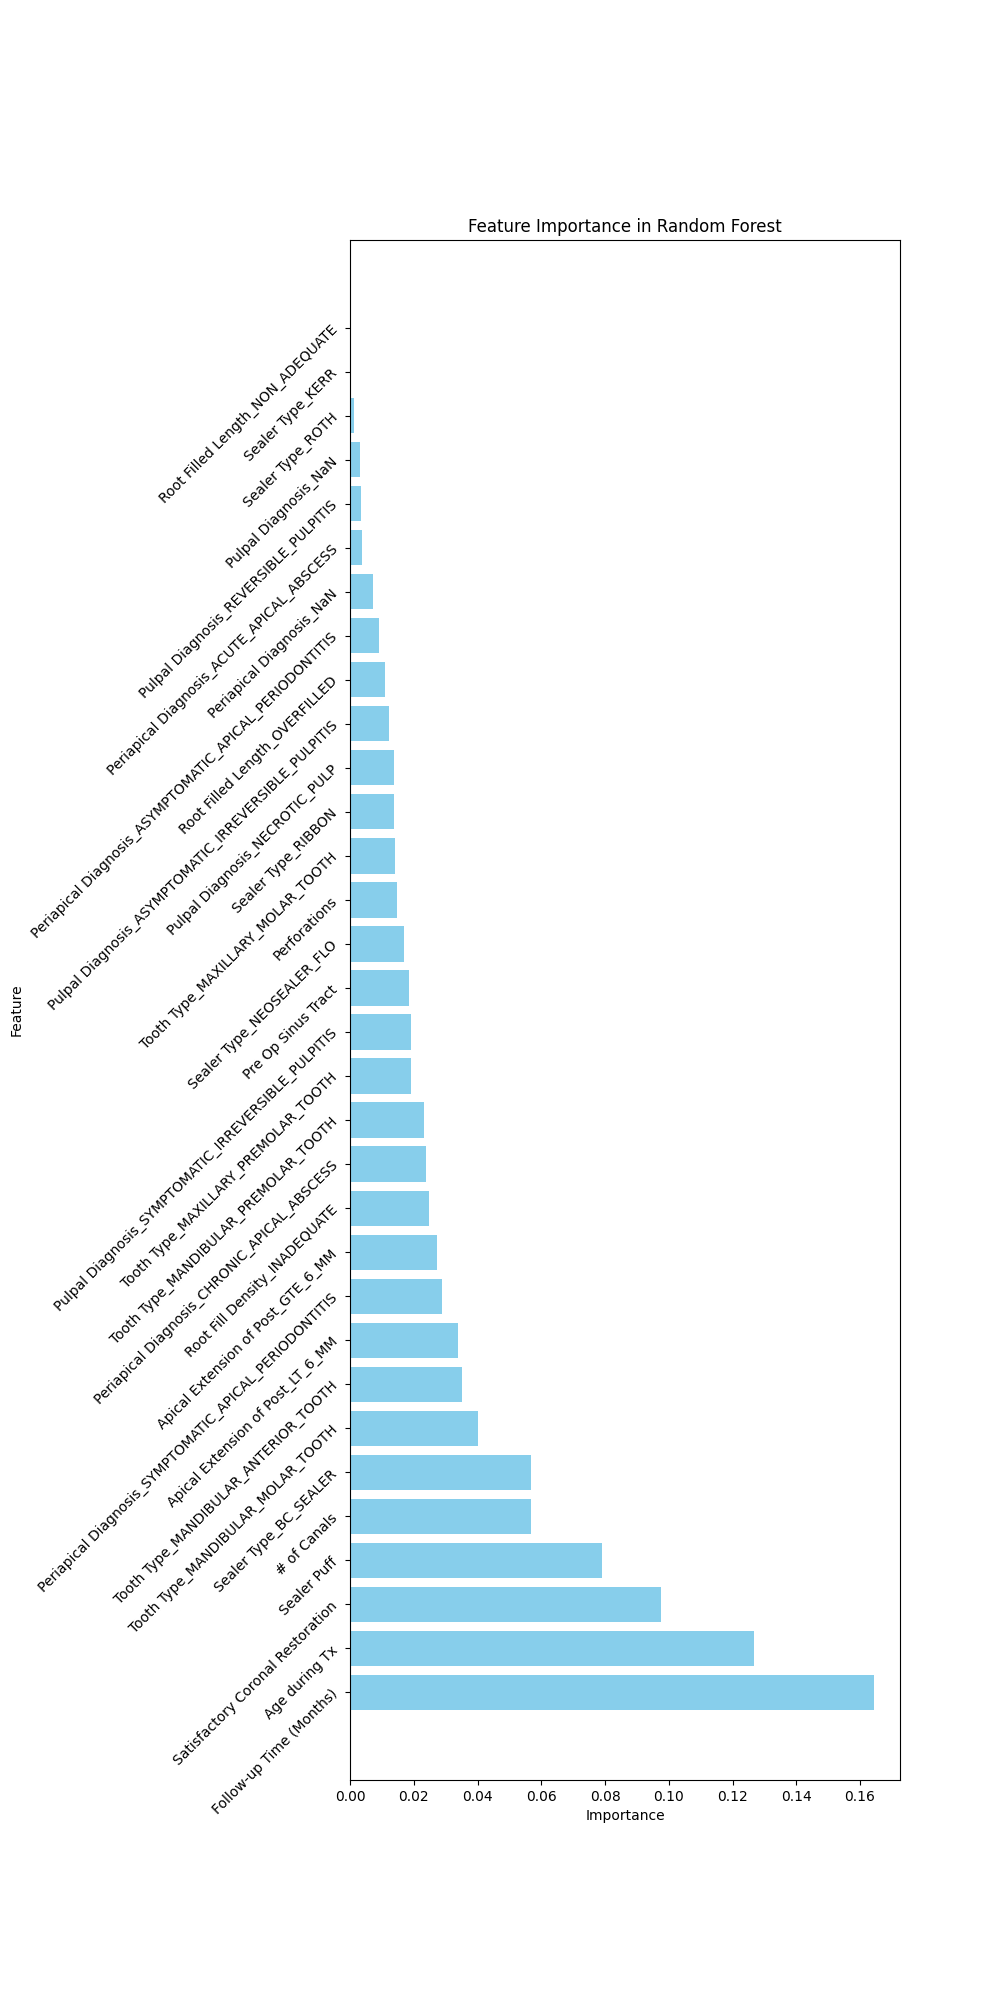 Feature Importance in Random Forest
Root Filled Length_NON_ADEQUATE
Sealer Type_KERR
Sealer Type_ROTH
Pulpal Diagnosis_NaN
Pulpal Diagnosis_REVERSIBLE_PULPITIS
Periapical Diagnosis_ACUTE_APICAL_ABSCESS
Periapical Diagnosis_NaN
Periapical Diagnosis_ASYMPTOMATIC_APICAL_PERIODONTITIS
Root Filled Length_OVERFILLED
Pulpal Diagnosis_ASYMPTOMATIC_IRREVERSIBLE_PULPITIS
Pulpal Diagnosis_NECROTIC_PULP
Sealer Type_RIBBON
Tooth Type_MAXILLARY_MOLAR_TOOTH
Perforations
Sealer Type_NEOSEALER_FLO
Pre Op Sinus Tract
Pulpal Diagnosis_SYMPTOMATIC_IRREVERSIBLE_PULPITIS
Tooth Type_MAXILLARY_PREMOLAR_TOOTH
Tooth Type_MANDIBULAR_PREMOLAR_TOOTH
Periapical Diagnosis_CHRONIC_APICAL_ABSCESS
Root Fill Density_INADEQUATE
Apical Extension of Post_GTE_6_MM
Periapical Diagnosis_SYMPTOMATIC_APICAL_PERIODONTITIS
Apical Extension of Post_LT_6_MM
Tooth Type_MANDIBULAR_ANTERIOR_TOOTH
Tooth Type_MANDIBULAR_MOLAR_TOOTH
Sealer Type_BC_SEALER
# of Canals
Sealer Puff
Satisfactory Coronal Restoration
Age during Tx
Follow-up Time (Months)
Feature
0.00 0.02 0.04 0.06 0.08 0.10 0.12 0.14 0.16
Importance